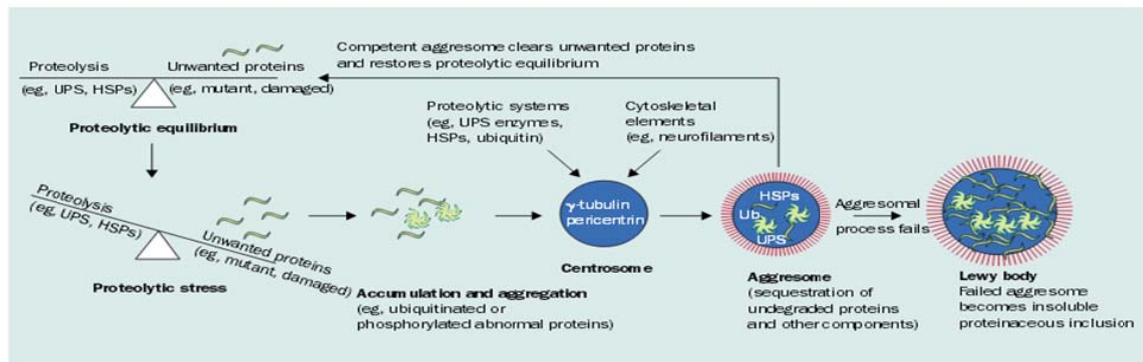 Proteolysis
(eg, UPS, HSPs)
Unwanted proteins
(eg, mutant, damaged)
Proteolytic equilibrium
Competent aggresome clears unwanted proteins
and restores proteolytic equilibrium
Proteolytic systems
(eg, UPS enzymes,
HSPs, ubiquitin)
Cytoskeletal
elements
(eg, neurofilaments)
Proteolysis
(eg, UPS, HSPs)
Unwanted proteins
(eg, mutant, damaged)
Proteolytic stress
Accumulation and aggregation
(eg, ubiquitinated or
phosphorylated abnormal proteins)
γ-tubulin
pericentrin
Centrosome
HSPs
Ub
UPS
Aggresome
(sequestration of
undegraded proteins
and other components)
Aggresomal
process fails
Lewy body
Failed aggresome
becomes insoluble
proteinaceous inclusion